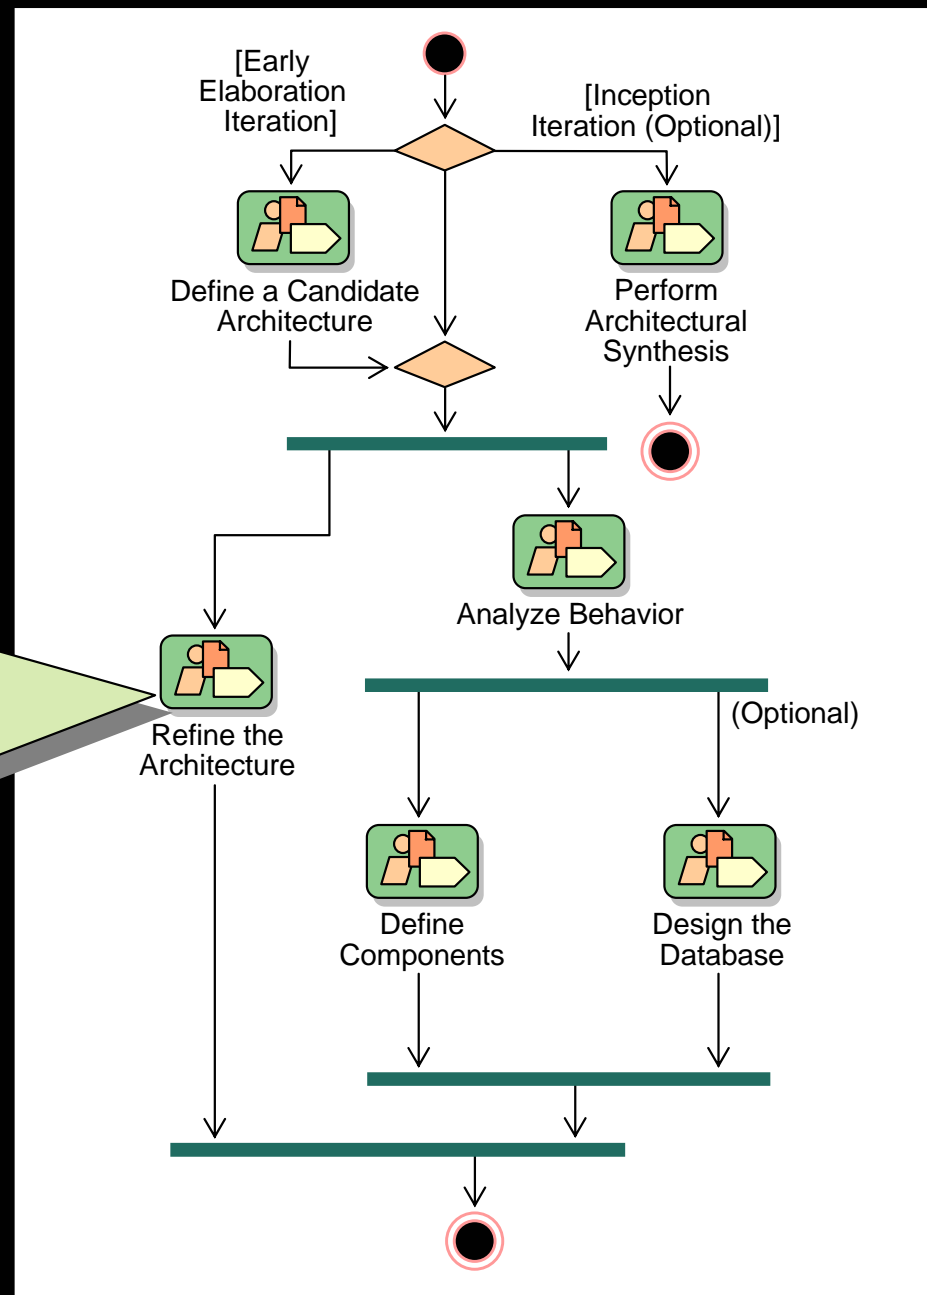 [Early
Elaboration
Iteration]
[Inception
Iteration (Optional)]
Define a Candidate
Architecture
Perform
Architectural
Synthesis
Analyze Behavior
(Optional)
Refine the
Architecture
Define
Components
Design the
Database